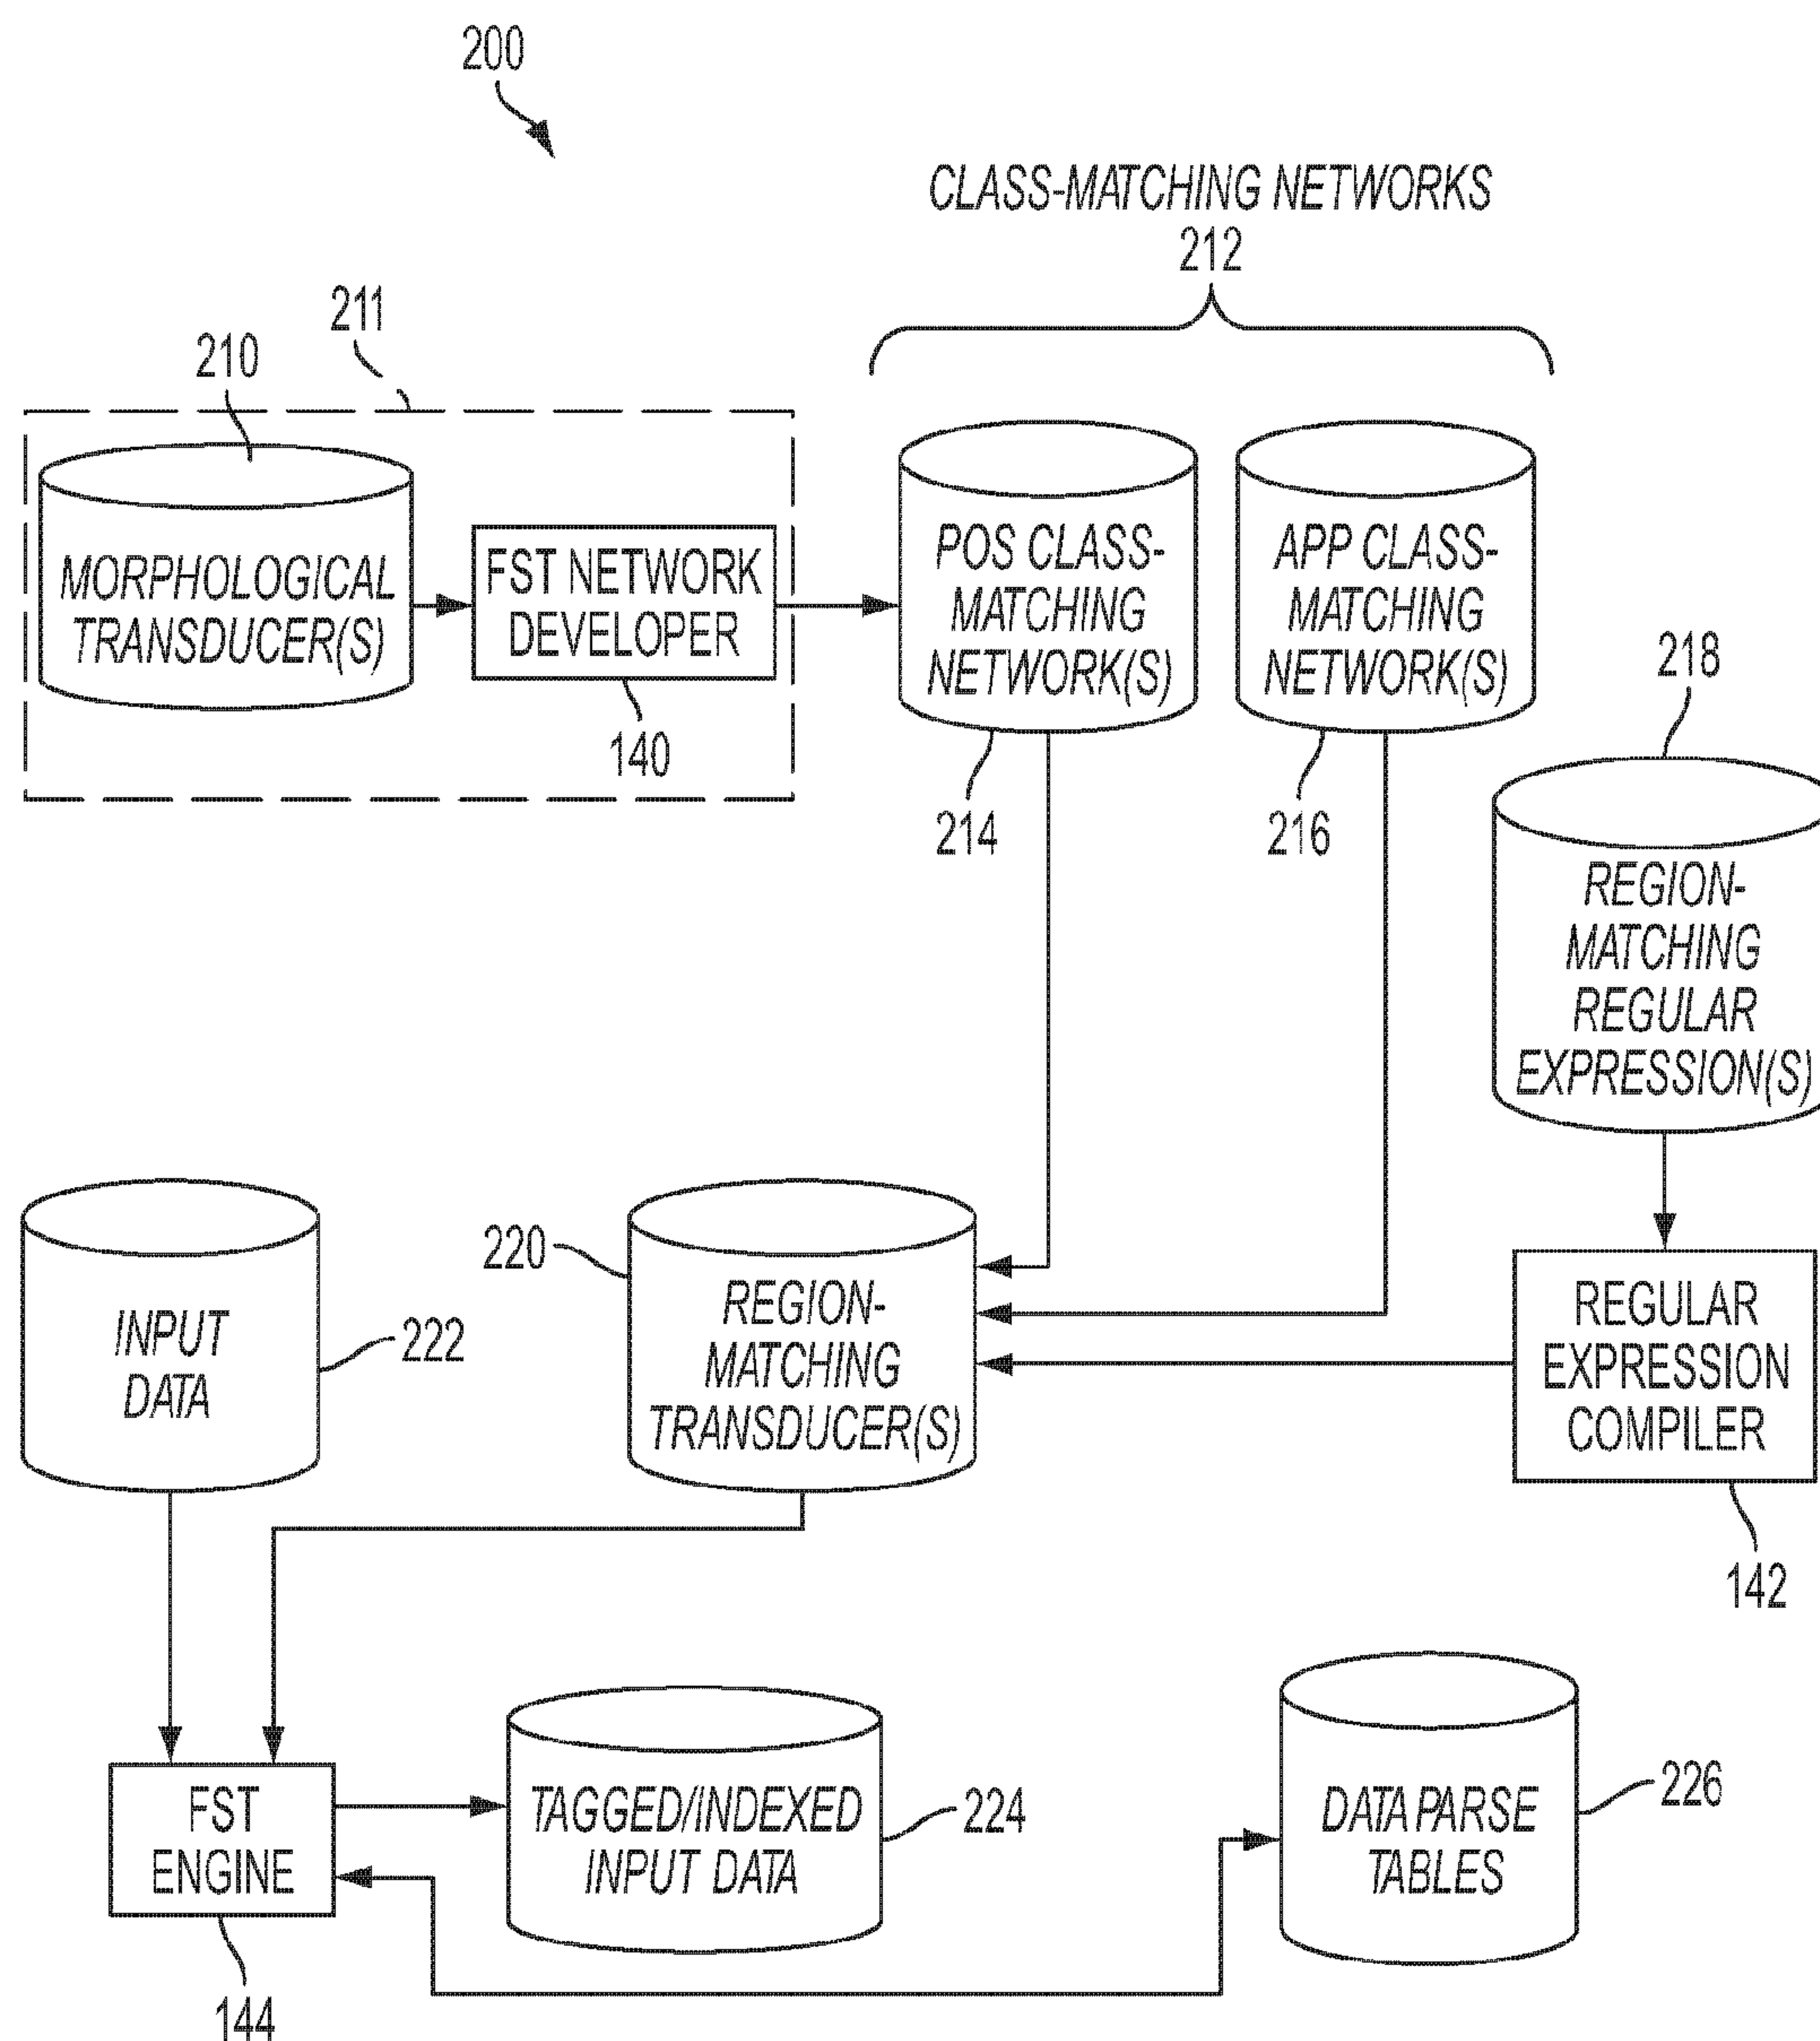 200
CLASS-MATCHING NETWORKS
212
211
210
MORPHOLOGICAL
TRANSDUCER(S)
FST NETWORK
DEVELOPER
140
POS CLASS-
MATCHING
NETWORK(S)
214
APP CLASS-
MATCHING
NETWORK(S)
216
218
REGION-
MATCHING
REGULAR
EXPRESSION(S)
INPUT
DATA
222
220
REGION-
MATCHING
TRANSDUCER(S)
REGULAR
EXPRESSION
COMPILER
142
FST
ENGINE
144
TAGGED/INDEXED
INPUT DATA
224
DATA PARSE
TABLES
226